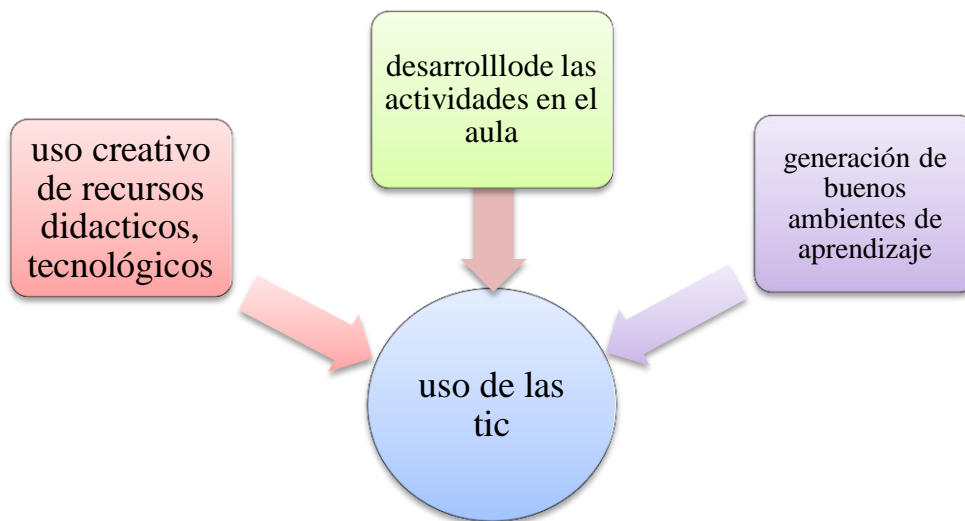 uso creativo
de recursos
didacticos,
tecnológicos
desarrolllode las
actividades en el
aula
generación de
buenos
ambientes de
aprendizaje
uso de las
tic